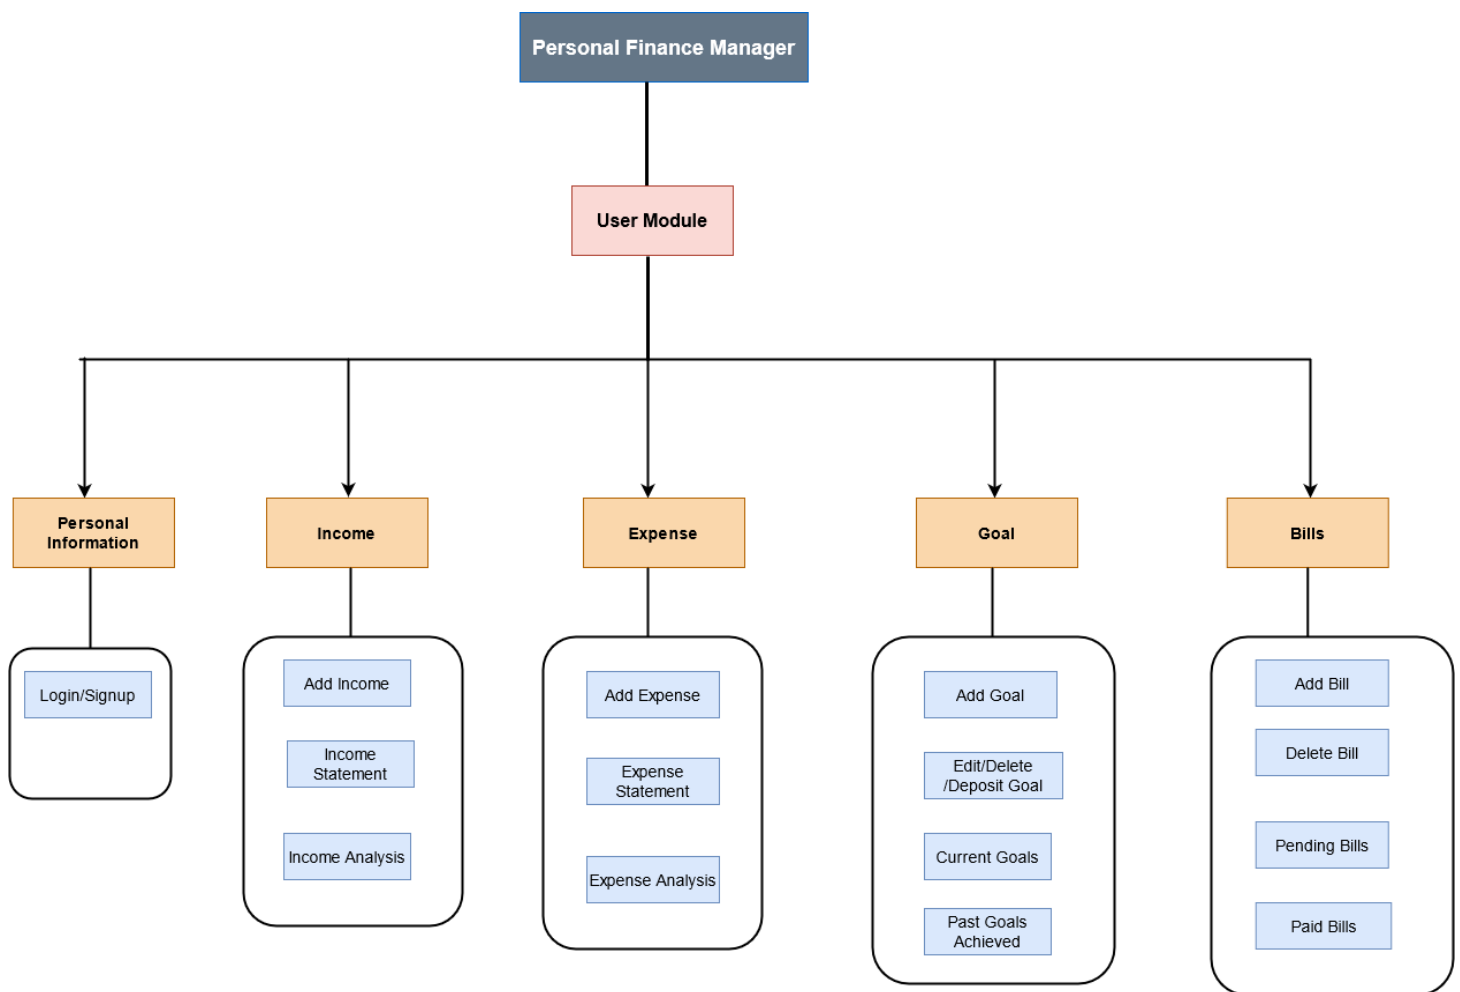 Personal Finance Manager
User Module
Personal
Information
Income
Expense
Goal
Bills
Login/Signup
Add Income
Income
Statement
Income Analysis
Add Expense
Expense
Statement
Expense Analysis
Add Goal
Edit/Delete
/Deposit Goal
Current Goals
Past Goals
Achieved
Add Bill
Delete Bill
Pending Bills
Paid Bills